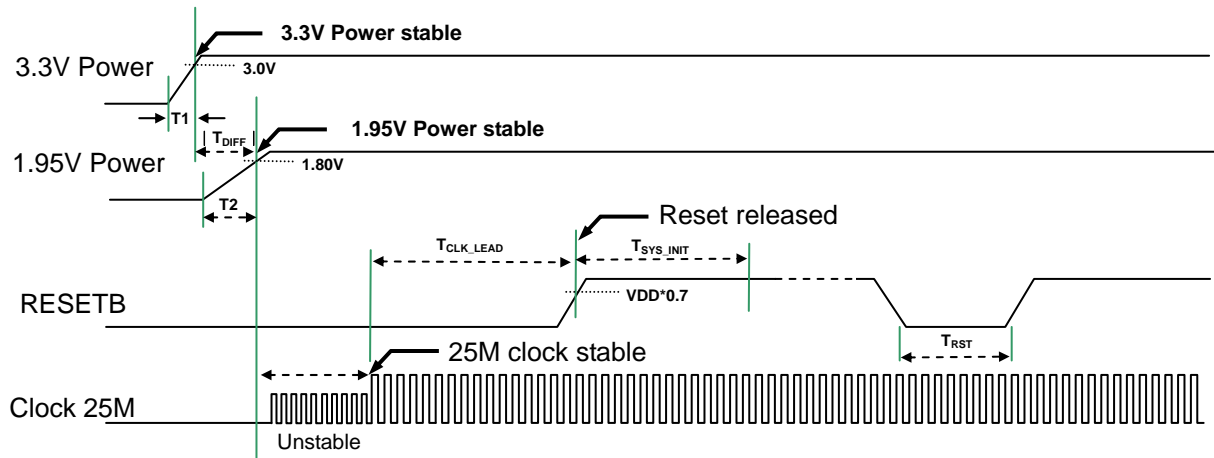 3.3V Power stable
3.3V Power
3.0V
T1
TDIFF
1.95V Power stable
1.95V Power
1.80V
T2
Reset released
TCLK_LEAD
TSYS_INIT
VDD*0.7
RESETB
TRST
25M clock stable
Clock 25M
Unstable